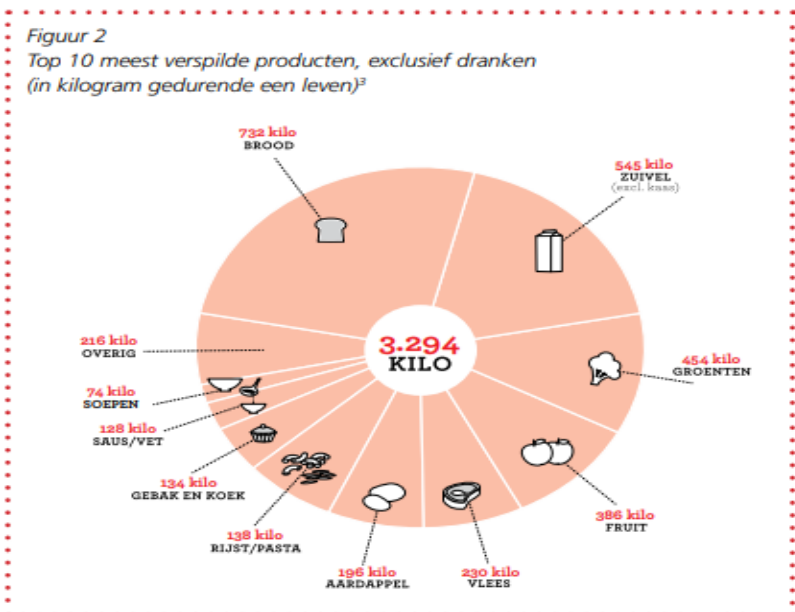 Figuur 2
Top 10 meest verspilde producten, exclusief dranken
(in kilogram gedurende een leven)³
732 kilo
BROOD
545 kilo
ZUIVEL
(excl. kaas)
454 kilo
GROENTEN
386 kilo
FRUIT
230 kilo
VLEES
196 kilo
AARDAPPEL
138 kilo
RIJST/PASTA
134 kilo
GEBAK EN KOEK
128 kilo
SAUS/VET
74 kilo
SOEPEN
216 kilo
OVERIG
3.294
KILO